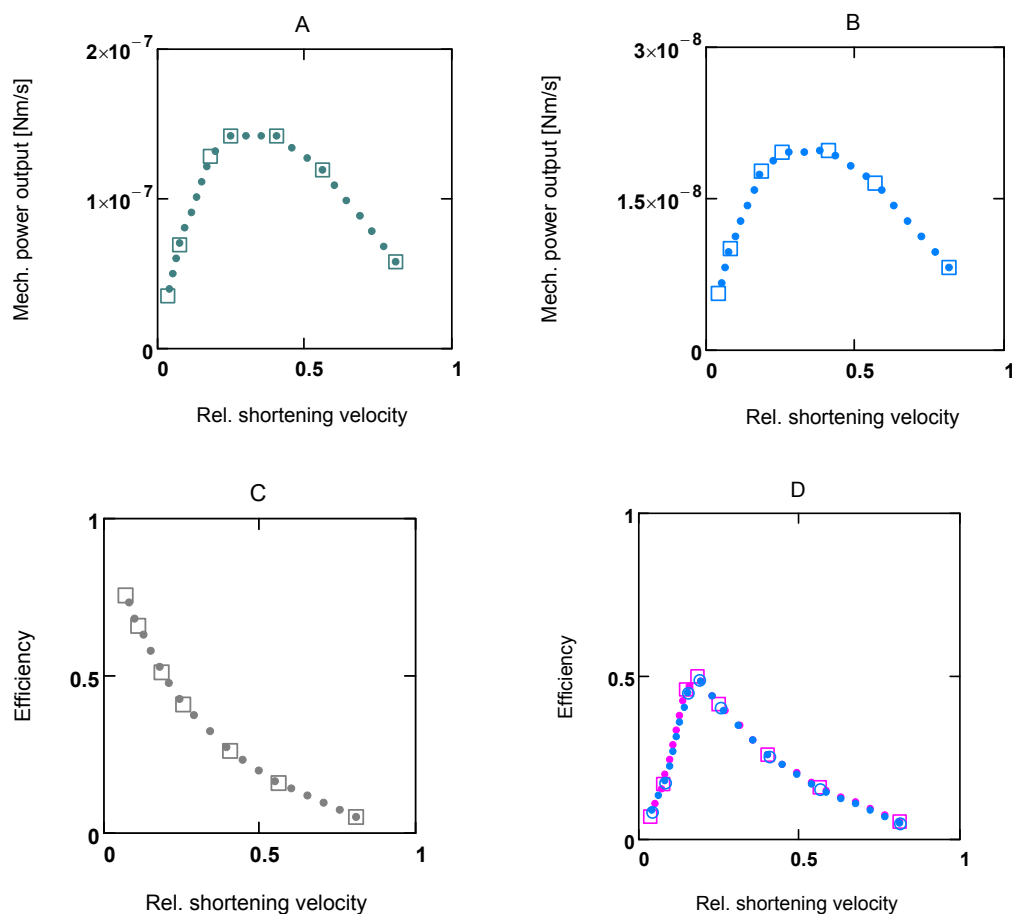 A
2×10⁻⁷
1×10⁻⁷
0
0
0.5
1
Mech. power output [Nm/s]
Rel. shortening velocity
B
3×10⁻⁸
1.5×10⁻⁸
0
0
0.5
1
Mech. power output [Nm/s]
Rel. shortening velocity
C
1
0.5
0
0
0.5
1
Efficiency
Rel. shortening velocity
D
1
0.5
0
0
0.5
1
Efficiency
Rel. shortening velocity